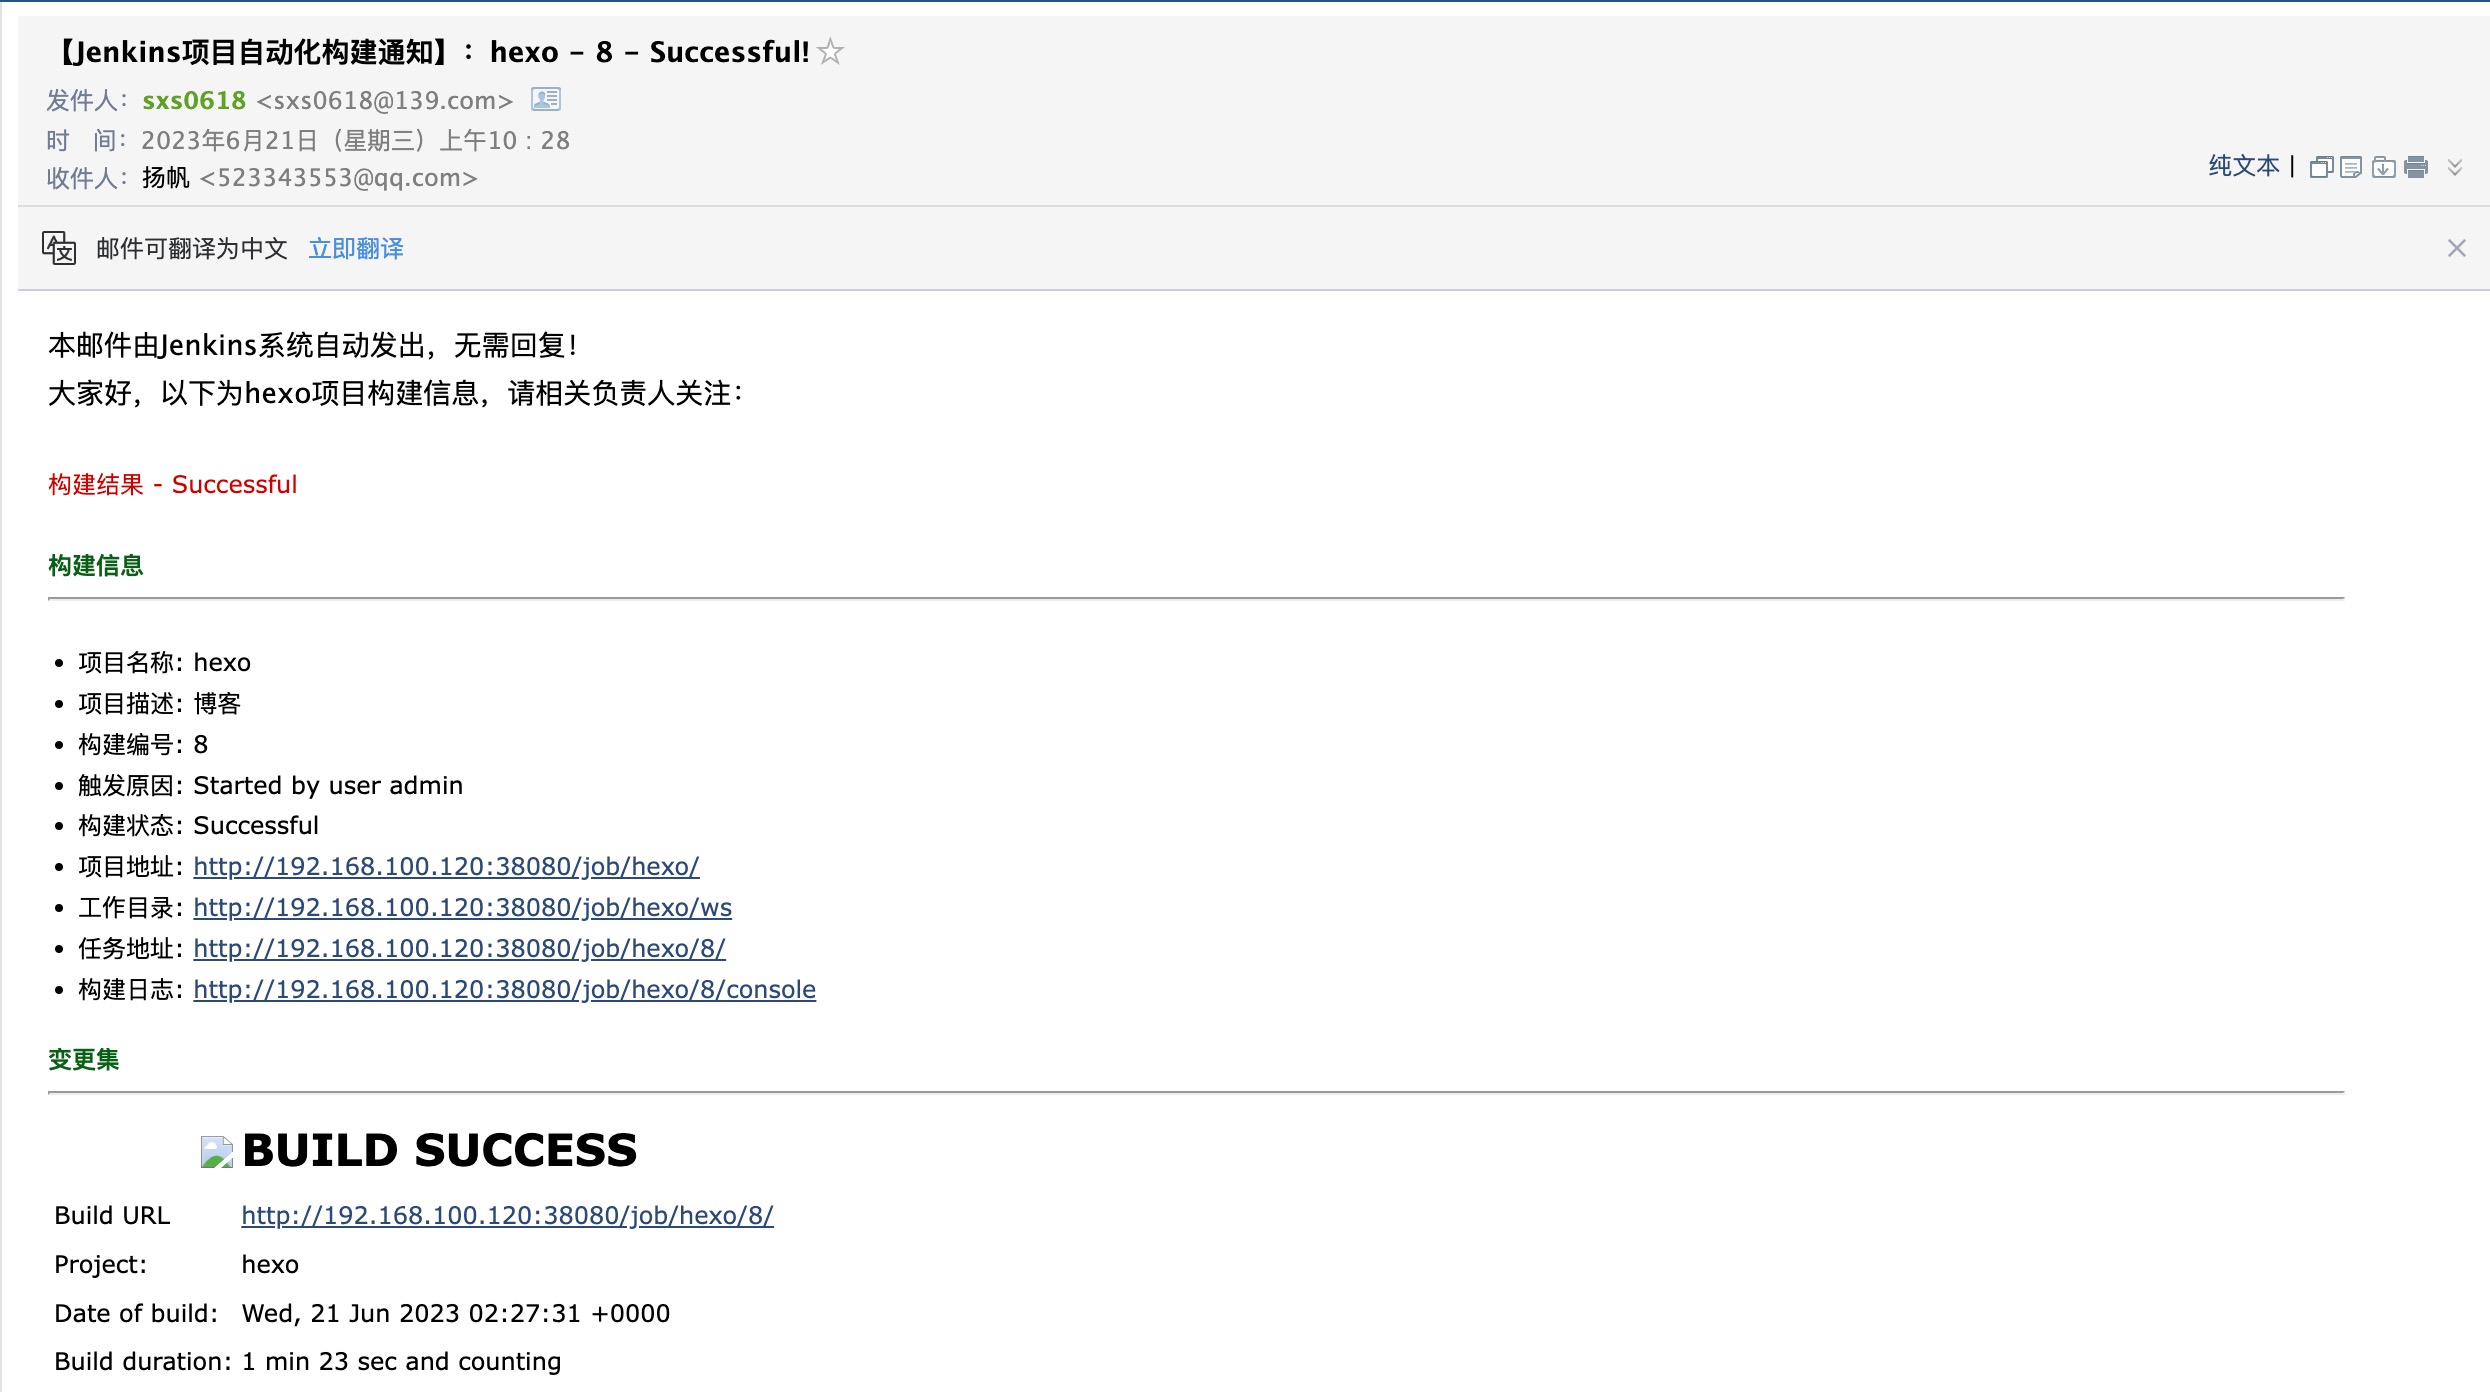 【Jenkins项目自动化构建通知】：hexo - 8 - Successful!
发件人：sxs0618 <sxs0618@139.com>
时 间：2023年6月21日（星期三）上午10 : 28
收件人：扬帆 <523343553@qq.com>
纯文本 |
邮件可翻译为中文 立即翻译
本邮件由Jenkins系统自动发出，无需回复！
大家好，以下为hexo项目构建信息，请相关负责人关注：
构建结果 - Successful
构建信息
• 项目名称: hexo
• 项目描述: 博客
• 构建编号: 8
• 触发原因: Started by user admin
• 构建状态: Successful
• 项目地址: http://192.168.100.120:38080/job/hexo/
• 工作目录: http://192.168.100.120:38080/job/hexo/ws
• 任务地址: http://192.168.100.120:38080/job/hexo/8/
• 构建日志: http://192.168.100.120:38080/job/hexo/8/console
变更集
BUILD SUCCESS
Build URL http://192.168.100.120:38080/job/hexo/8/
Project: hexo
Date of build: Wed, 21 Jun 2023 02:27:31 +0000
Build duration: 1 min 23 sec and counting